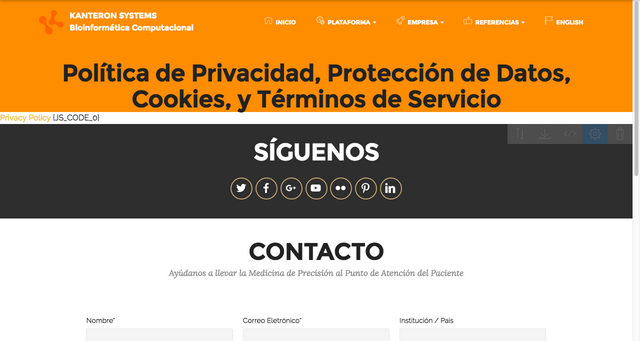 KANTERON SYSTEMS
Bioinformática Computacional
INICIO
PLATAFORMA
EMPRESA
REFERENCIAS
ENGLISH
Política de Privacidad, Protección de Datos,
Cookies, y Términos de Servicio
Privacy Policy {JS_CODE_0}
SÍGUENOS
CONTACTO
Ayúdanos a llevar la Medicina de Precisión al Punto de Atención del Paciente
Nombre*
Correo Eletrónico*
Institución / País